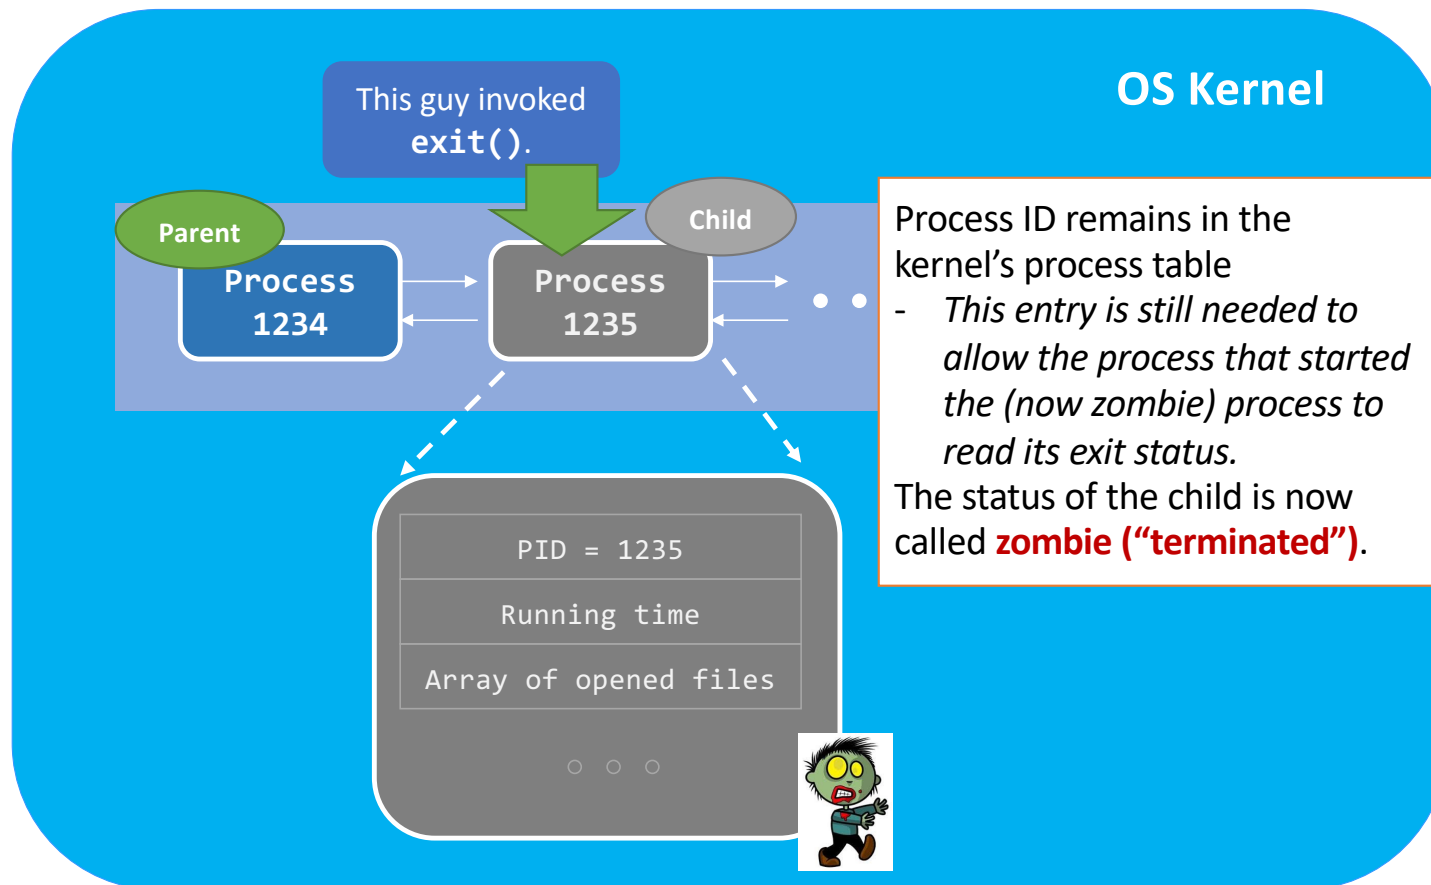 OS Kernel
This guy invoked
exit().
Parent
Child
Process
1234
Process
1235
Process ID remains in the
kernel’s process table
- This entry is still needed to
allow the process that started
the (now zombie) process to
read its exit status.
The status of the child is now
called zombie (“terminated”).
PID = 1235
Running time
Array of opened files